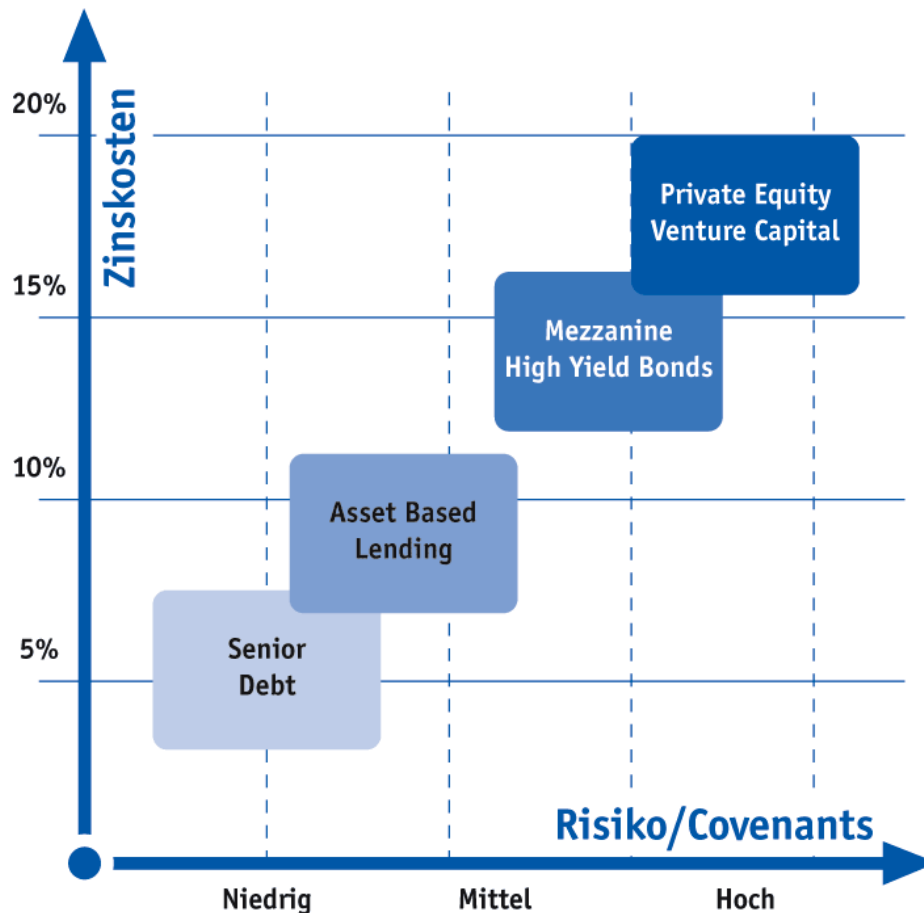 Zinskosten
20%
15%
10%
5%
Private Equity
Venture Capital
Mezzanine
High Yield Bonds
Asset Based
Lending
Senior
Debt
Risiko/Covenants
Niedrig
Mittel
Hoch